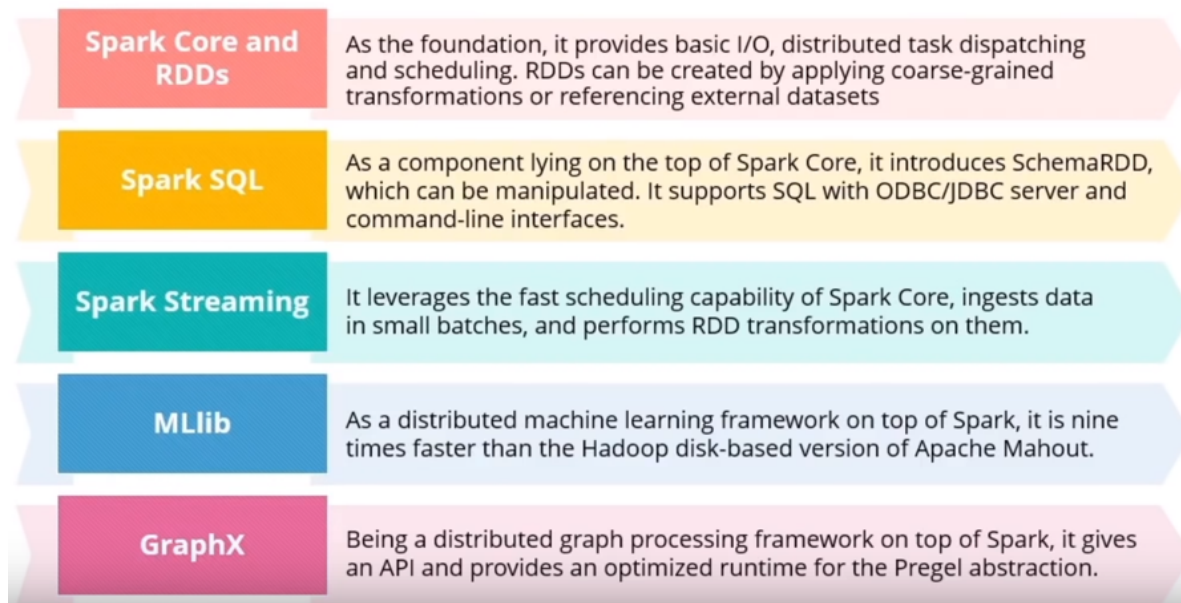 Spark Core and
RDDs
As the foundation, it provides basic I/O, distributed task dispatching
and scheduling. RDDs can be created by applying coarse-grained
transformations or referencing external datasets
Spark SQL
As a component lying on the top of Spark Core, it introduces SchemaRDD,
which can be manipulated. It supports SQL with ODBC/JDBC server and
command-line interfaces.
Spark Streaming
It leverages the fast scheduling capability of Spark Core, ingests data
in small batches, and performs RDD transformations on them.
MLlib
As a distributed machine learning framework on top of Spark, it is nine
times faster than the Hadoop disk-based version of Apache Mahout.
GraphX
Being a distributed graph processing framework on top of Spark, it gives
an API and provides an optimized runtime for the Pregel abstraction.